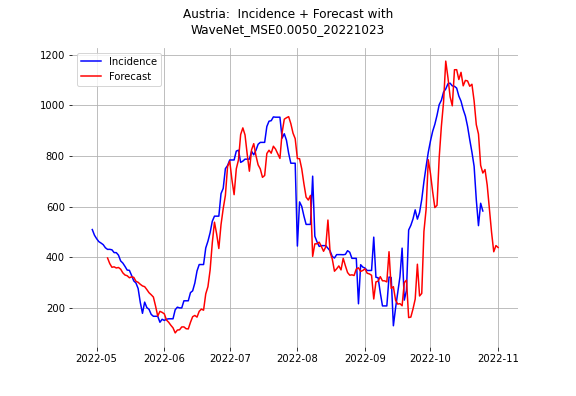 Austria:  Incidence + Forecast with
WaveNet_MSE0.0050_20221023
Incidence
Forecast
1200
1000
800
600
400
200
2022-05 2022-06 2022-07 2022-08 2022-09 2022-10 2022-11